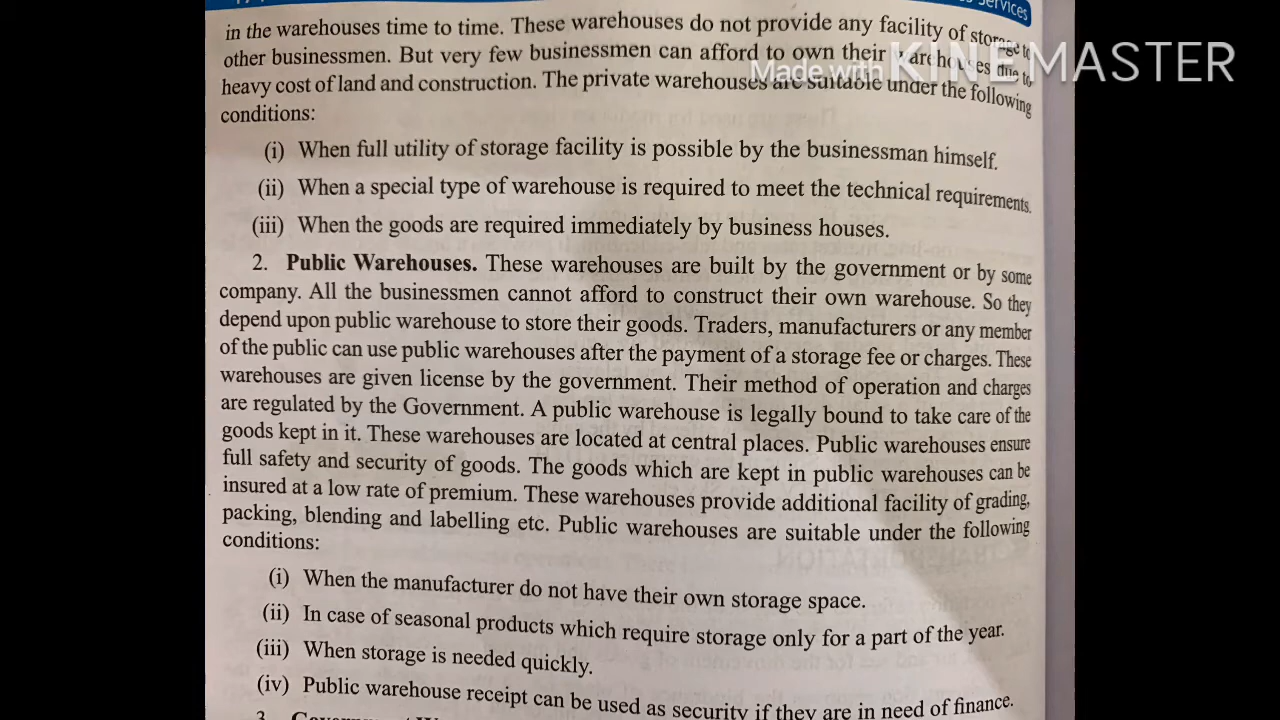 Services
in the warehouses time to time. These warehouses do not provide any facility of storage to
other businessmen. But very few businessmen can afford to own their warehouses due to
Made with KINEMASTER
heavy cost of land and construction. The private warehouses are suitable under the following
conditions:
(i) When full utility of storage facility is possible by the businessman himself.
(ii) When a special type of warehouse is required to meet the technical requirements.
(iii) When the goods are required immediately by business houses.
2. Public Warehouses. These warehouses are built by the government or by some
company. All the businessmen cannot afford to construct their own warehouse. So they
depend upon public warehouse to store their goods. Traders, manufacturers or any member
of the public can use public warehouses after the payment of a storage fee or charges. These
warehouses are given license by the government. Their method of operation and charges
are regulated by the Government. A public warehouse is legally bound to take care of the
goods kept in it. These warehouses are located at central places. Public warehouses ensure
full safety and security of goods. The goods which are kept in public warehouses can be
insured at a low rate of premium. These warehouses provide additional facility of grading,
packing, blending and labelling etc. Public warehouses are suitable under the following
conditions:
(i) When the manufacturer do not have their own storage space.
(ii) In case of seasonal products which require storage only for a part of the year.
(iii) When storage is needed quickly.
(iv) Public warehouse receipt can be used as security if they are in need of finance.
3